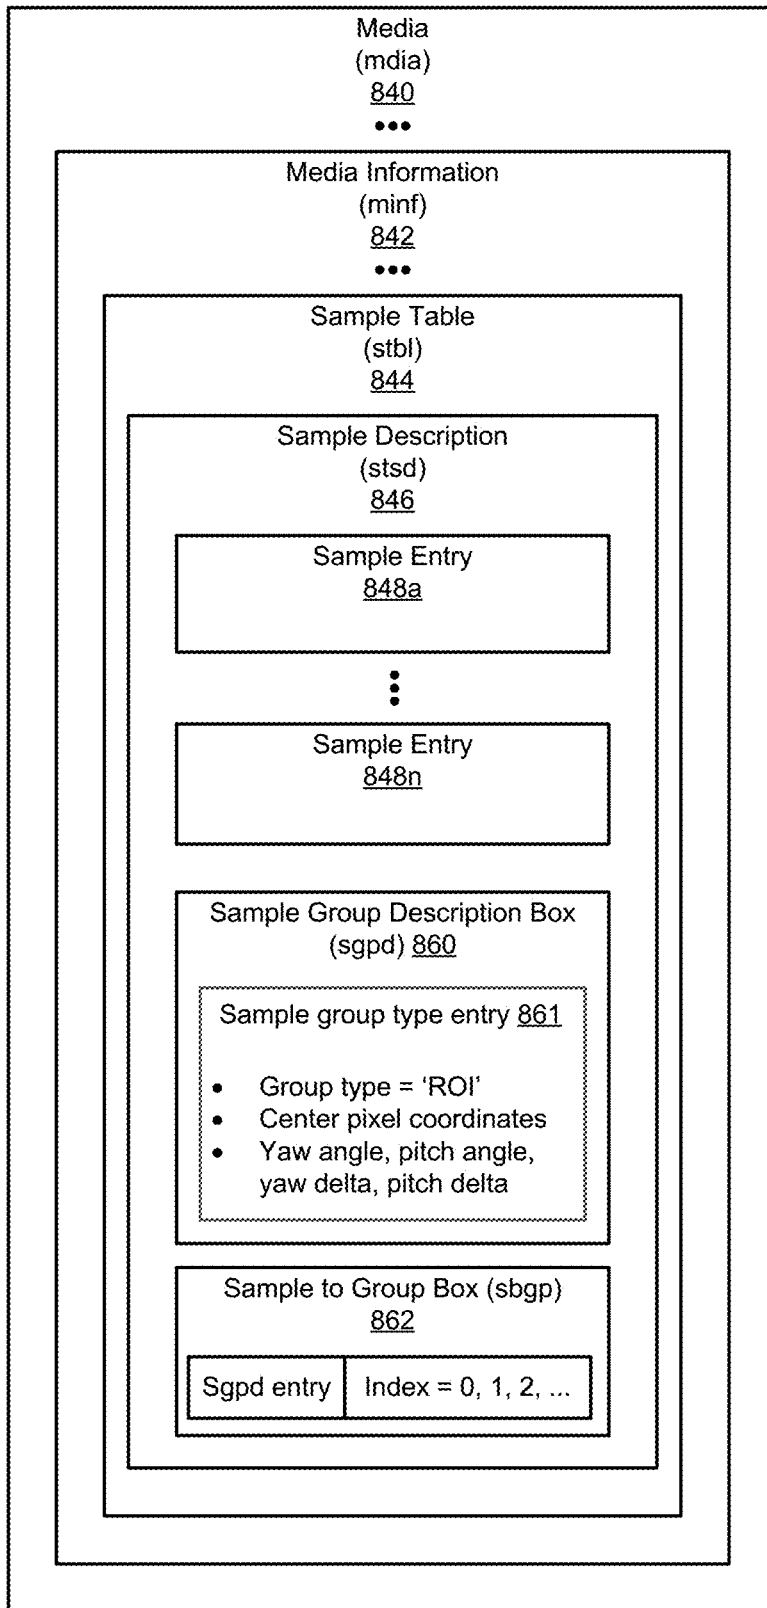 Media
(mdia)
840
•••
Media Information
(minf)
842
•••
Sample Table
(stbl)
844
Sample Description
(stsd)
846
Sample Entry
848a
Sample Entry
848n
Sample Group Description Box
(sgpd) 860
Sample group type entry 861
• Group type = ‘ROI’
• Center pixel coordinates
• Yaw angle, pitch angle,
yaw delta, pitch delta
Sample to Group Box (sbgp)
862
Sgpd entry Index = 0, 1, 2, ...